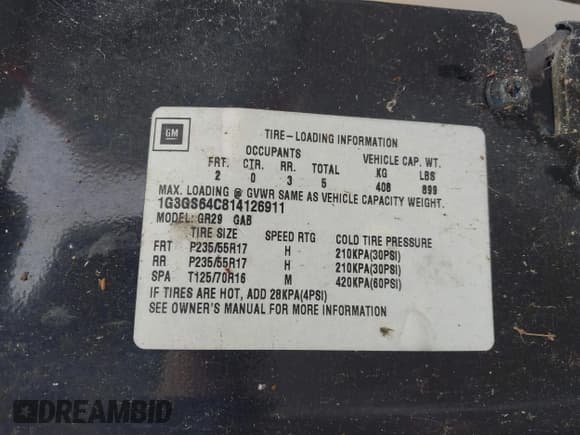 GM
TIRE-LOADING INFORMATION
OCCUPANTS VEHICLE CAP. WT.
FRT. CTR. RR. TOTAL KG LBS
2 0 3 5 408 899
MAX. LOADING @ GVWR SAME AS VEHICLE CAPACITY WEIGHT.
1G3GS64C814126911
MODEL: GR29 GAB
TIRE SIZE SPEED RTG COLD TIRE PRESSURE
FRT P235/55R17 H 210KPA(30PSI)
RR P235/55R17 H 210KPA(30PSI)
SPA T125/70R16 M 420KPA(60PSI)
IF TIRES ARE HOT, ADD 28KPA(4PSI)
SEE OWNER'S MANUAL FOR MORE INFORMATION
DREAMBID